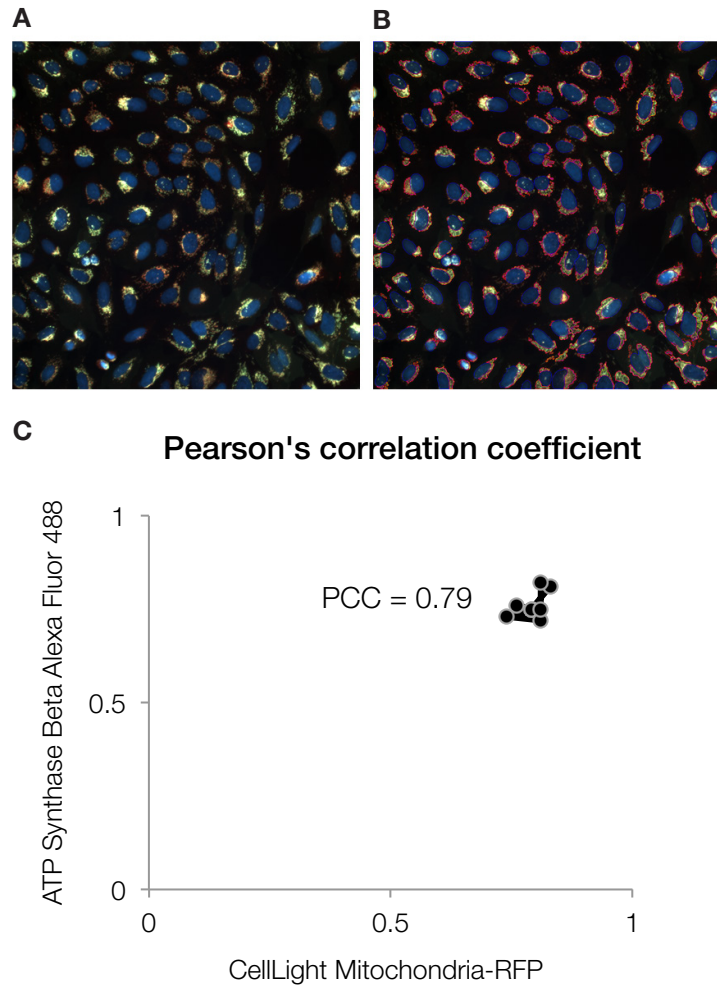 A
B
C
Pearson's correlation coefficient
ATP Synthase Beta Alexa Fluor 488
1
PCC = 0.79
0.5
0
0
0.5
1
CellLight Mitochondria-RFP